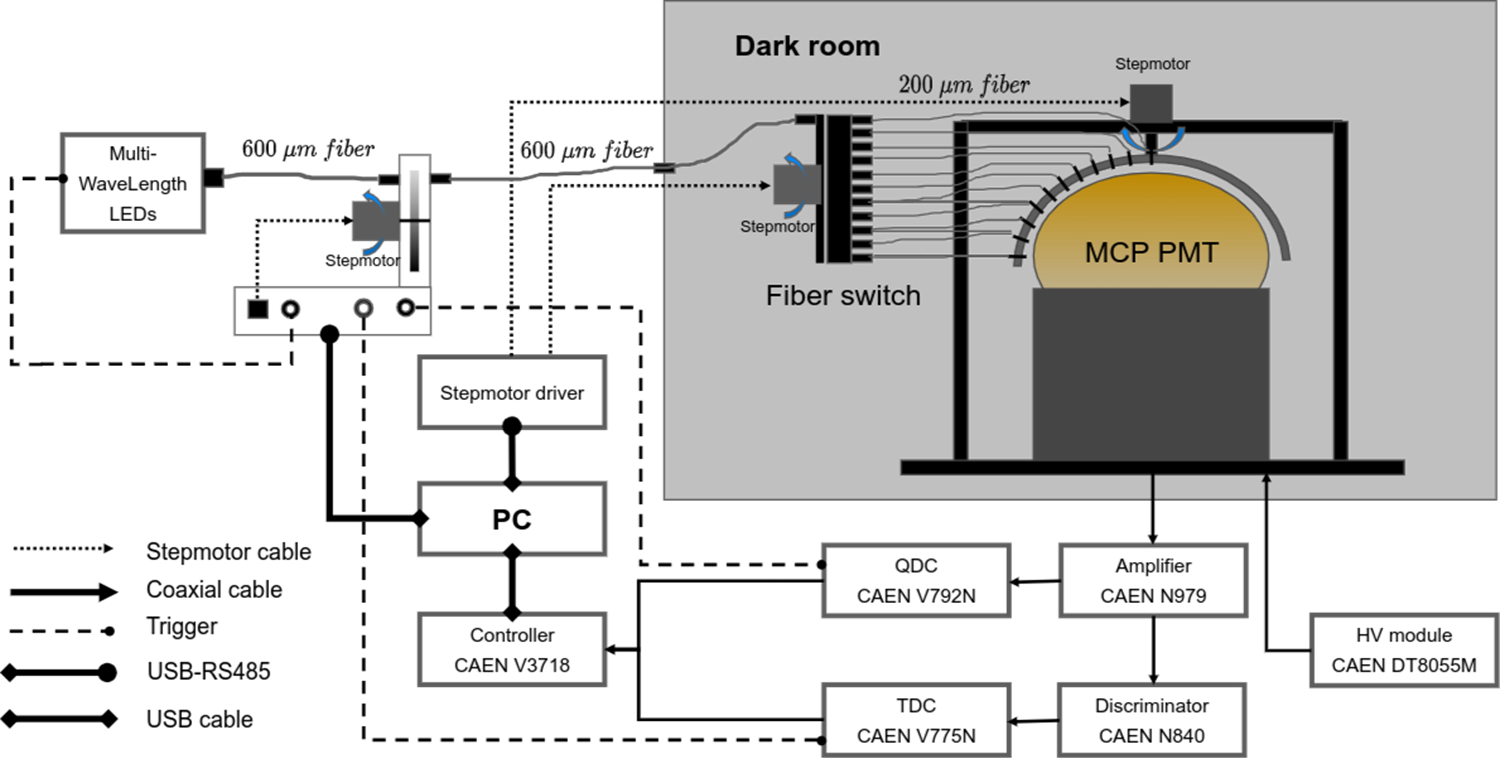 Dark room
Stepmotor
200 μm fiber
Multi-
WaveLength
LEDs
600 μm fiber
600 μm fiber
Stepmotor
Stepmotor
MCP PMT
Fiber switch
Stepmotor driver
PC
Stepmotor cable
Coaxial cable
Trigger
USB-RS485
USB cable
Controller
CAEN V3718
QDC
CAEN V792N
Amplifier
CAEN N979
HV module
CAEN DT8055M
TDC
CAEN V775N
Discriminator
CAEN N840